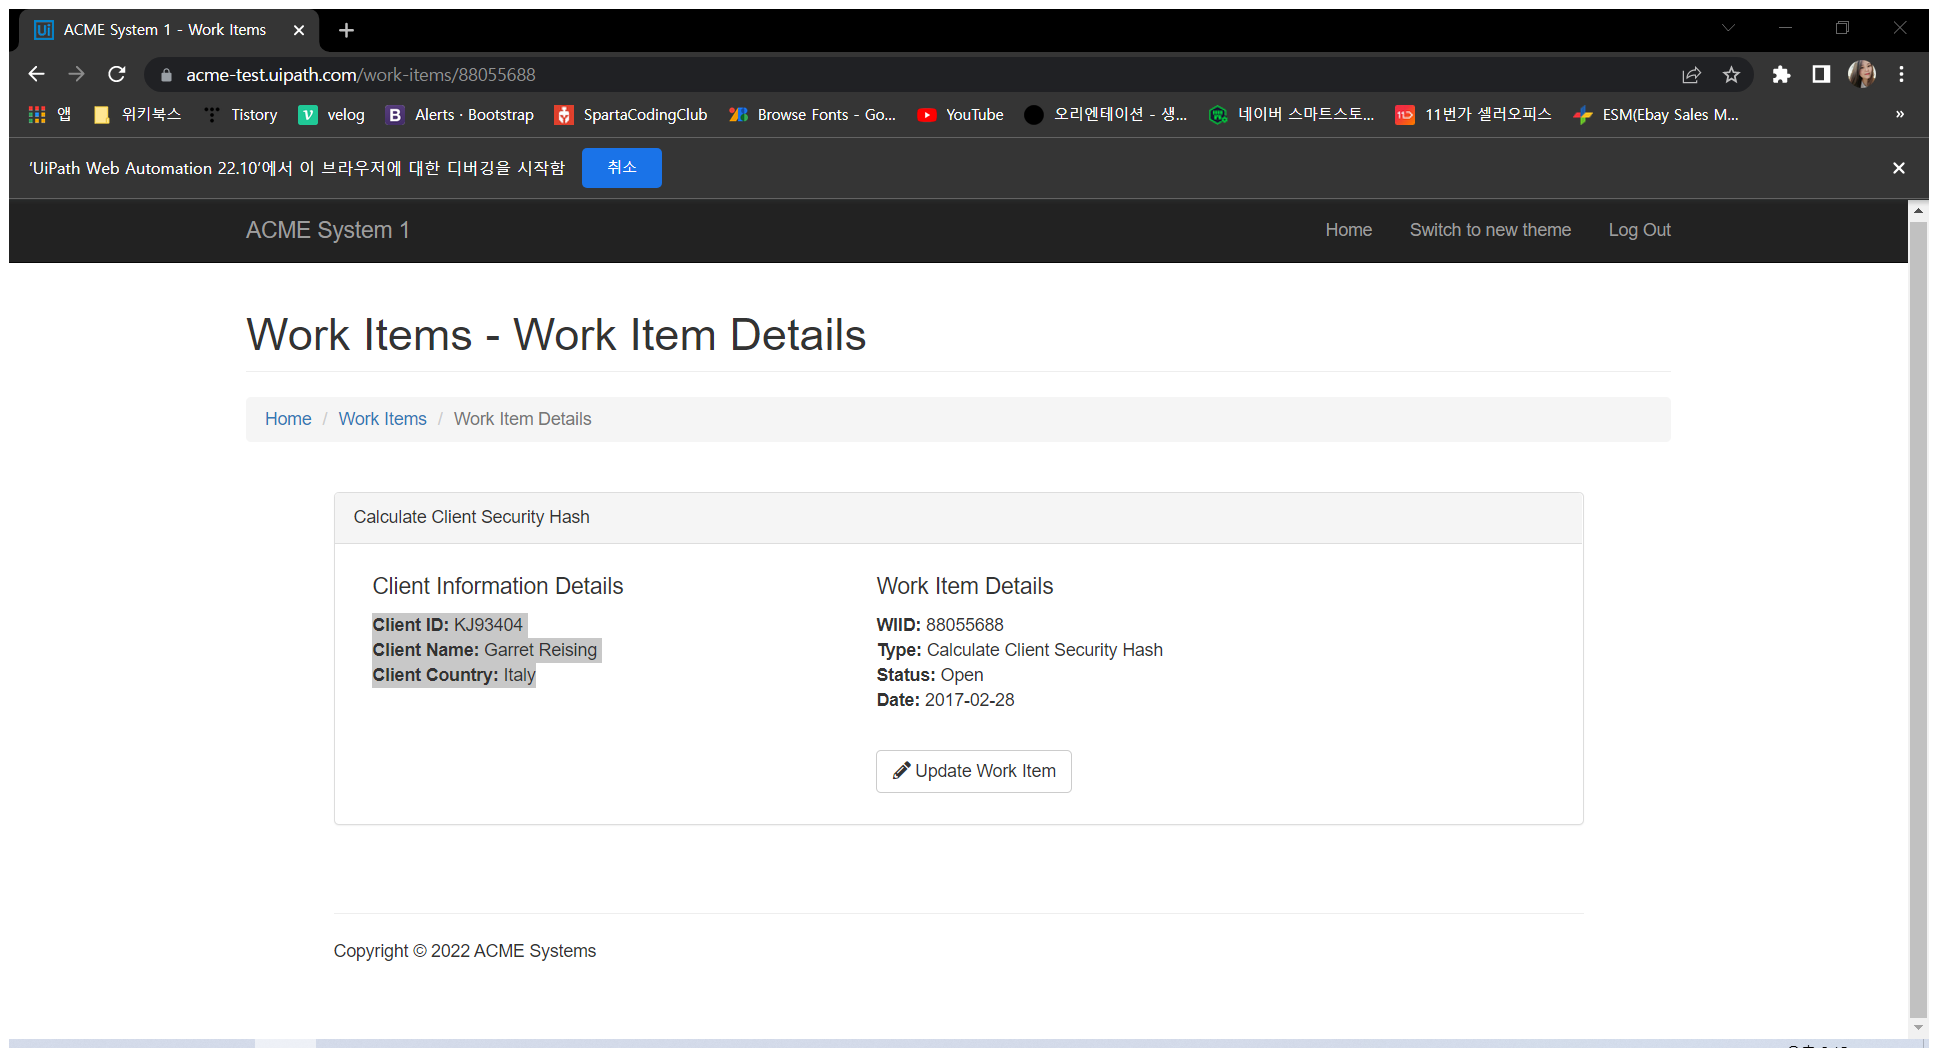 ACME System 1 - Work Items
acme-test.uipath.com/work-items/88055688
앱 위키북스 Tistory velog Alerts · Bootstrap SpartaCodingClub Browse Fonts - Go... YouTube 오리엔테이션 - 생... 네이버 스마트스토... 11번가 셀러오피스 ESM(Ebay Sales M... »
'UiPath Web Automation 22.10'에서 이 브라우저에 대한 디버깅을 시작함 취소
ACME System 1 Home Switch to new theme Log Out
Work Items - Work Item Details
Home / Work Items / Work Item Details
Calculate Client Security Hash
Client Information Details
Client ID: KJ93404
Client Name: Garret Reising
Client Country: Italy
Work Item Details
WIID: 88055688
Type: Calculate Client Security Hash
Status: Open
Date: 2017-02-28
Update Work Item
Copyright © 2022 ACME Systems